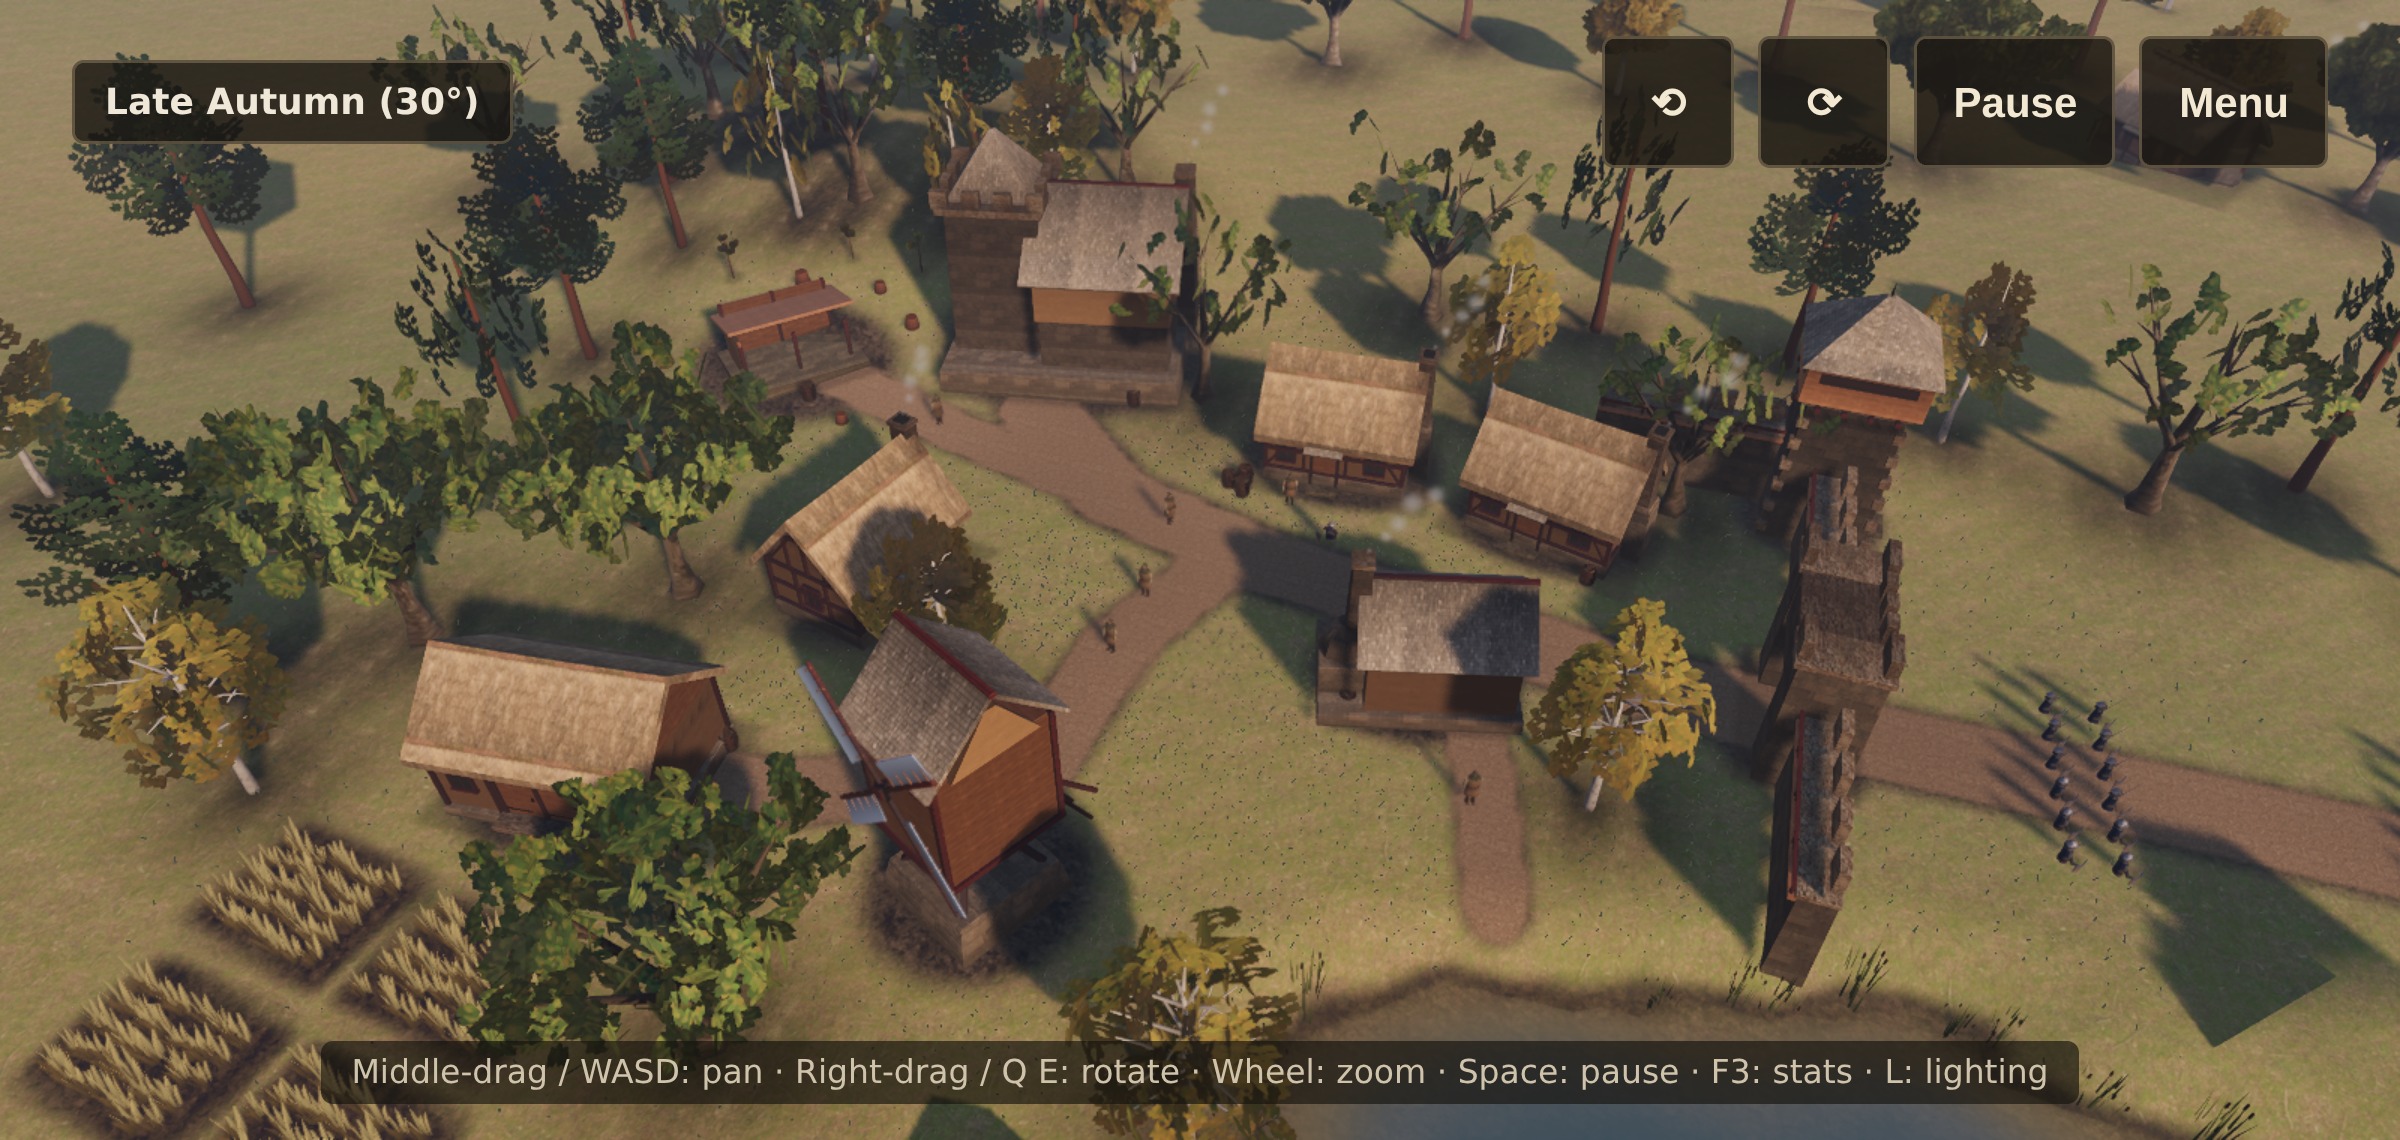 Late Autumn (30°)
⟲ ⟳ Pause Menu
Middle-drag / WASD: pan · Right-drag / Q E: rotate · Wheel: zoom · Space: pause · F3: stats · L: lighting